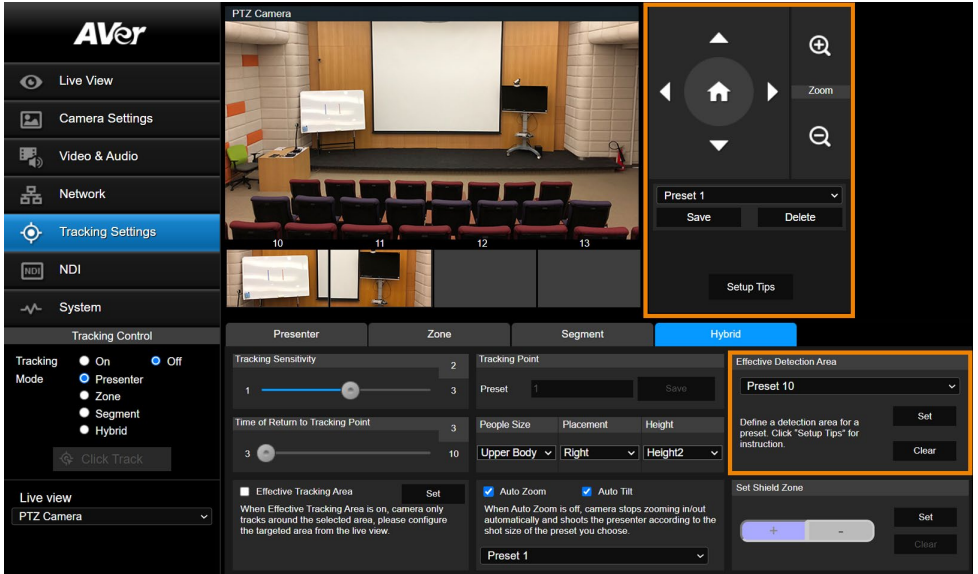 AVer
Live View
Camera Settings
Video & Audio
Network
Tracking Settings
NDI
NDI
System
Tracking Control
Tracking
On
Off
Mode
Presenter
Zone
Segment
Hybrid
Click Track
Live view
PTZ Camera
PTZ Camera
10
11
12
13
Zoom
Preset 1
Save
Delete
Setup Tips
Presenter
Zone
Segment
Hybrid
Tracking Sensitivity
2
1
3
Time of Return to Tracking Point
3
3
10
Effective Tracking Area
Set
When Effective Tracking Area is on, camera only
tracks around the selected area, please configure
the targeted area from the live view.
Tracking Point
Preset
1
Save
People Size
Placement
Height
Upper Body
Right
Height2
Auto Zoom
Auto Tilt
When Auto Zoom is off, camera stops zooming in/out
automatically and shoots the presenter according to the
shot size of the preset you choose.
Preset 1
Effective Detection Area
Preset 10
Define a detection area for a
preset. Click "Setup Tips" for
instruction.
Set
Clear
Set Shield Zone
+
-
Set
Clear